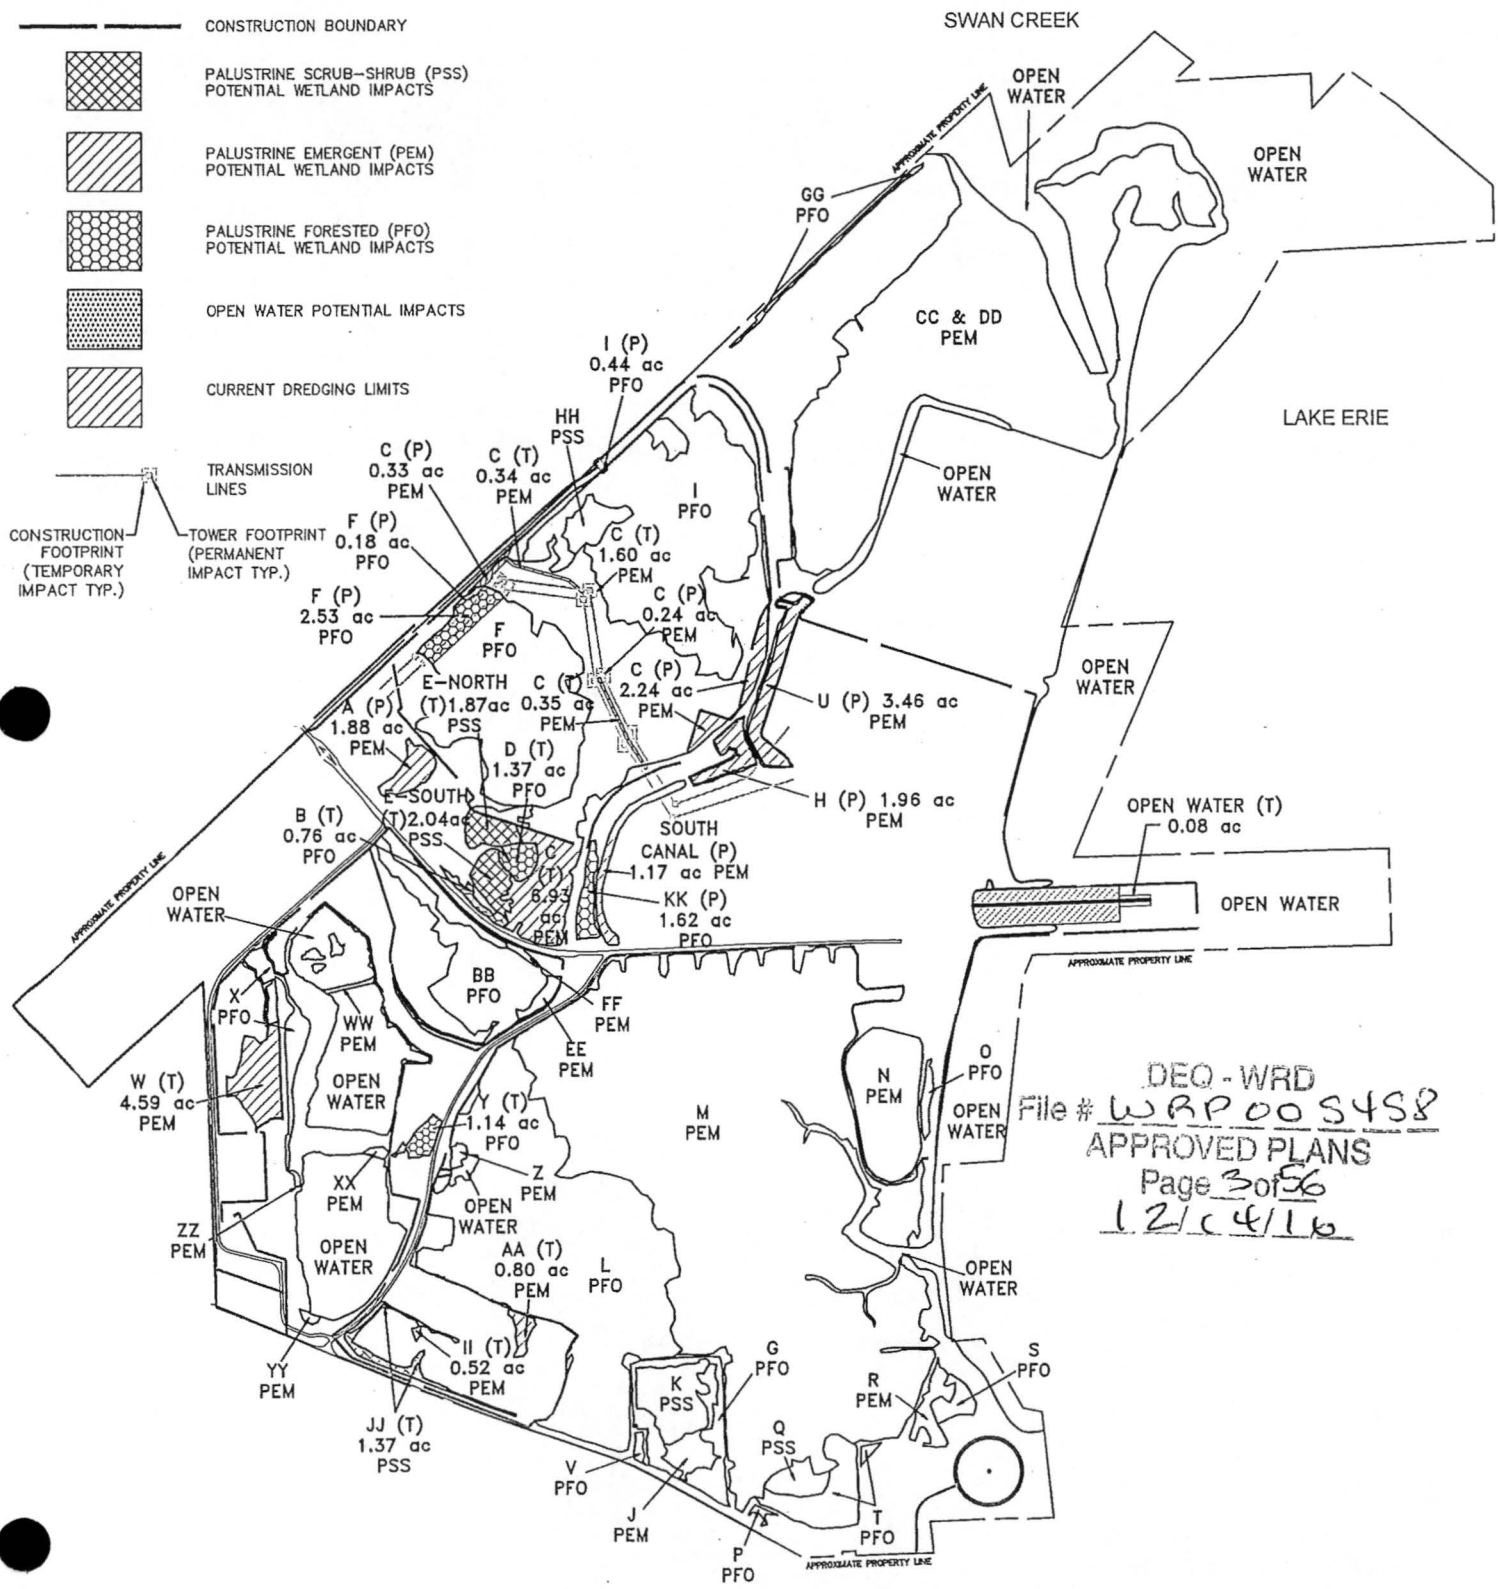 SWAN CREEK
CONSTRUCTION BOUNDARY
PALUSTRINE SCRUB-SHRUB (PSS)
POTENTIAL WETLAND IMPACTS
PALUSTRINE EMERGENT (PEM)
POTENTIAL WETLAND IMPACTS
PALUSTRINE FORESTED (PFO)
POTENTIAL WETLAND IMPACTS
OPEN WATER POTENTIAL IMPACTS
CURRENT DREDGING LIMITS
TRANSMISSION
LINES
CONSTRUCTION
FOOTPRINT
(TEMPORARY
IMPACT TYP.)
TOWER FOOTPRINT
(PERMANENT
IMPACT TYP.)
OPEN
WATER
APPROXIMATE PROPERTY LINE
OPEN
WATER
GG
PFO
CC & DD
PEM
I (P)
0.44 ac
PFO
LAKE ERIE
HH
PSS
C (P)
0.33 ac
PEM
C (T)
0.34 ac
PEM
OPEN
WATER
I
PFO
F (P)
0.18 ac
PFO
C (T)
1.60 ac
PEM
F (P)
2.53 ac
PFO
C (P)
0.24 ac
PEM
F
PFO
E-NORTH
(T)1.87ac
PSS
C (T)
0.35 ac
PEM
C (P)
2.24 ac
PEM
OPEN
WATER
A (P)
1.88 ac
PEM
U (P) 3.46 ac
PEM
D (T)
1.37 ac
PFO
E-SOUTH
(T)2.04ac
PSS
H (P) 1.96 ac
PEM
OPEN WATER (T)
0.08 ac
B (T)
0.76 ac
PFO
SOUTH
CANAL (P)
1.17 ac PEM
C
(T)
6.93
ac
PEM
KK (P)
1.62 ac
PFO
APPROXIMATE PROPERTY LINE
OPEN
WATER
OPEN WATER
APPROXIMATE PROPERTY LINE
BB
PFO
X
PFO
WW
PEM
FF
PEM
EE
PEM
OPEN
WATER
W (T)
4.59 ac
PEM
N
PEM
O
PFO
OPEN
WATER
DEQ - WRD
File # WRP005458
APPROVED PLANS
Page 3 of 56
M
PEM
Y (T)
1.14 ac
PFO
Z
PEM
XX
PEM
OPEN
WATER
ZZ
PEM
OPEN
WATER
AA (T)
0.80 ac
PEM
L
PFO
OPEN
WATER
YY
PEM
II (T)
0.52 ac
PEM
G
PFO
K
PSS
S
PFO
R
PEM
JJ (T)
1.37 ac
PSS
Q
PSS
V
PFO
J
PEM
T
PFO
P
PFO
APPROXIMATE PROPERTY LINE